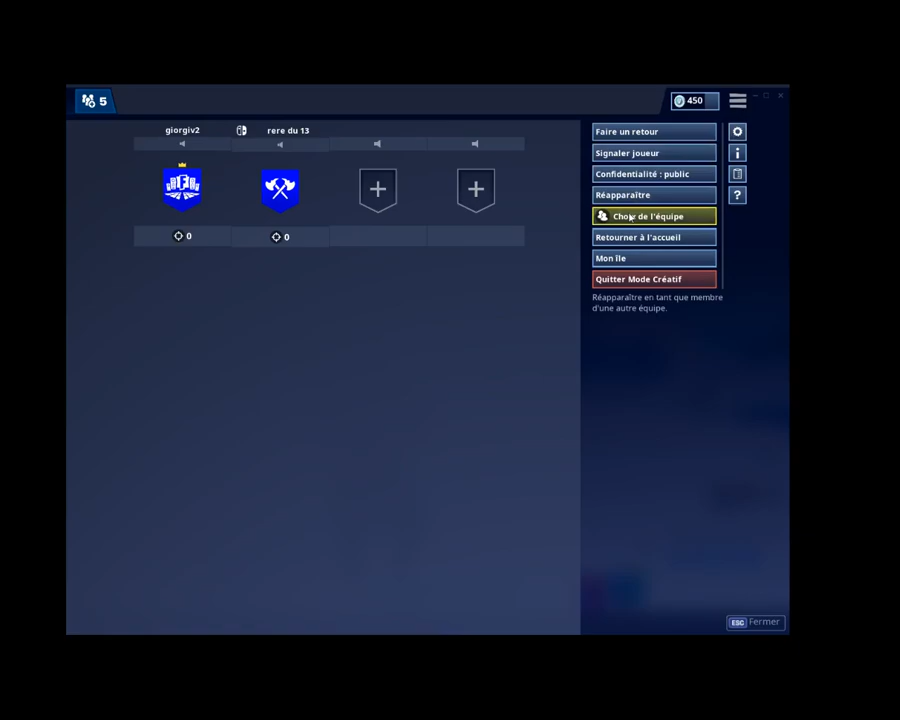 5
450
giorgiv2
rere du 13
0
0
Faire un retour
Signaler joueur
Confidentialité : public
Réapparaître
Choix de l'équipe
Retourner à l'accueil
Mon île
Quitter Mode Créatif
Réapparaître en tant que membre
d'une autre équipe.
ESC Fermer